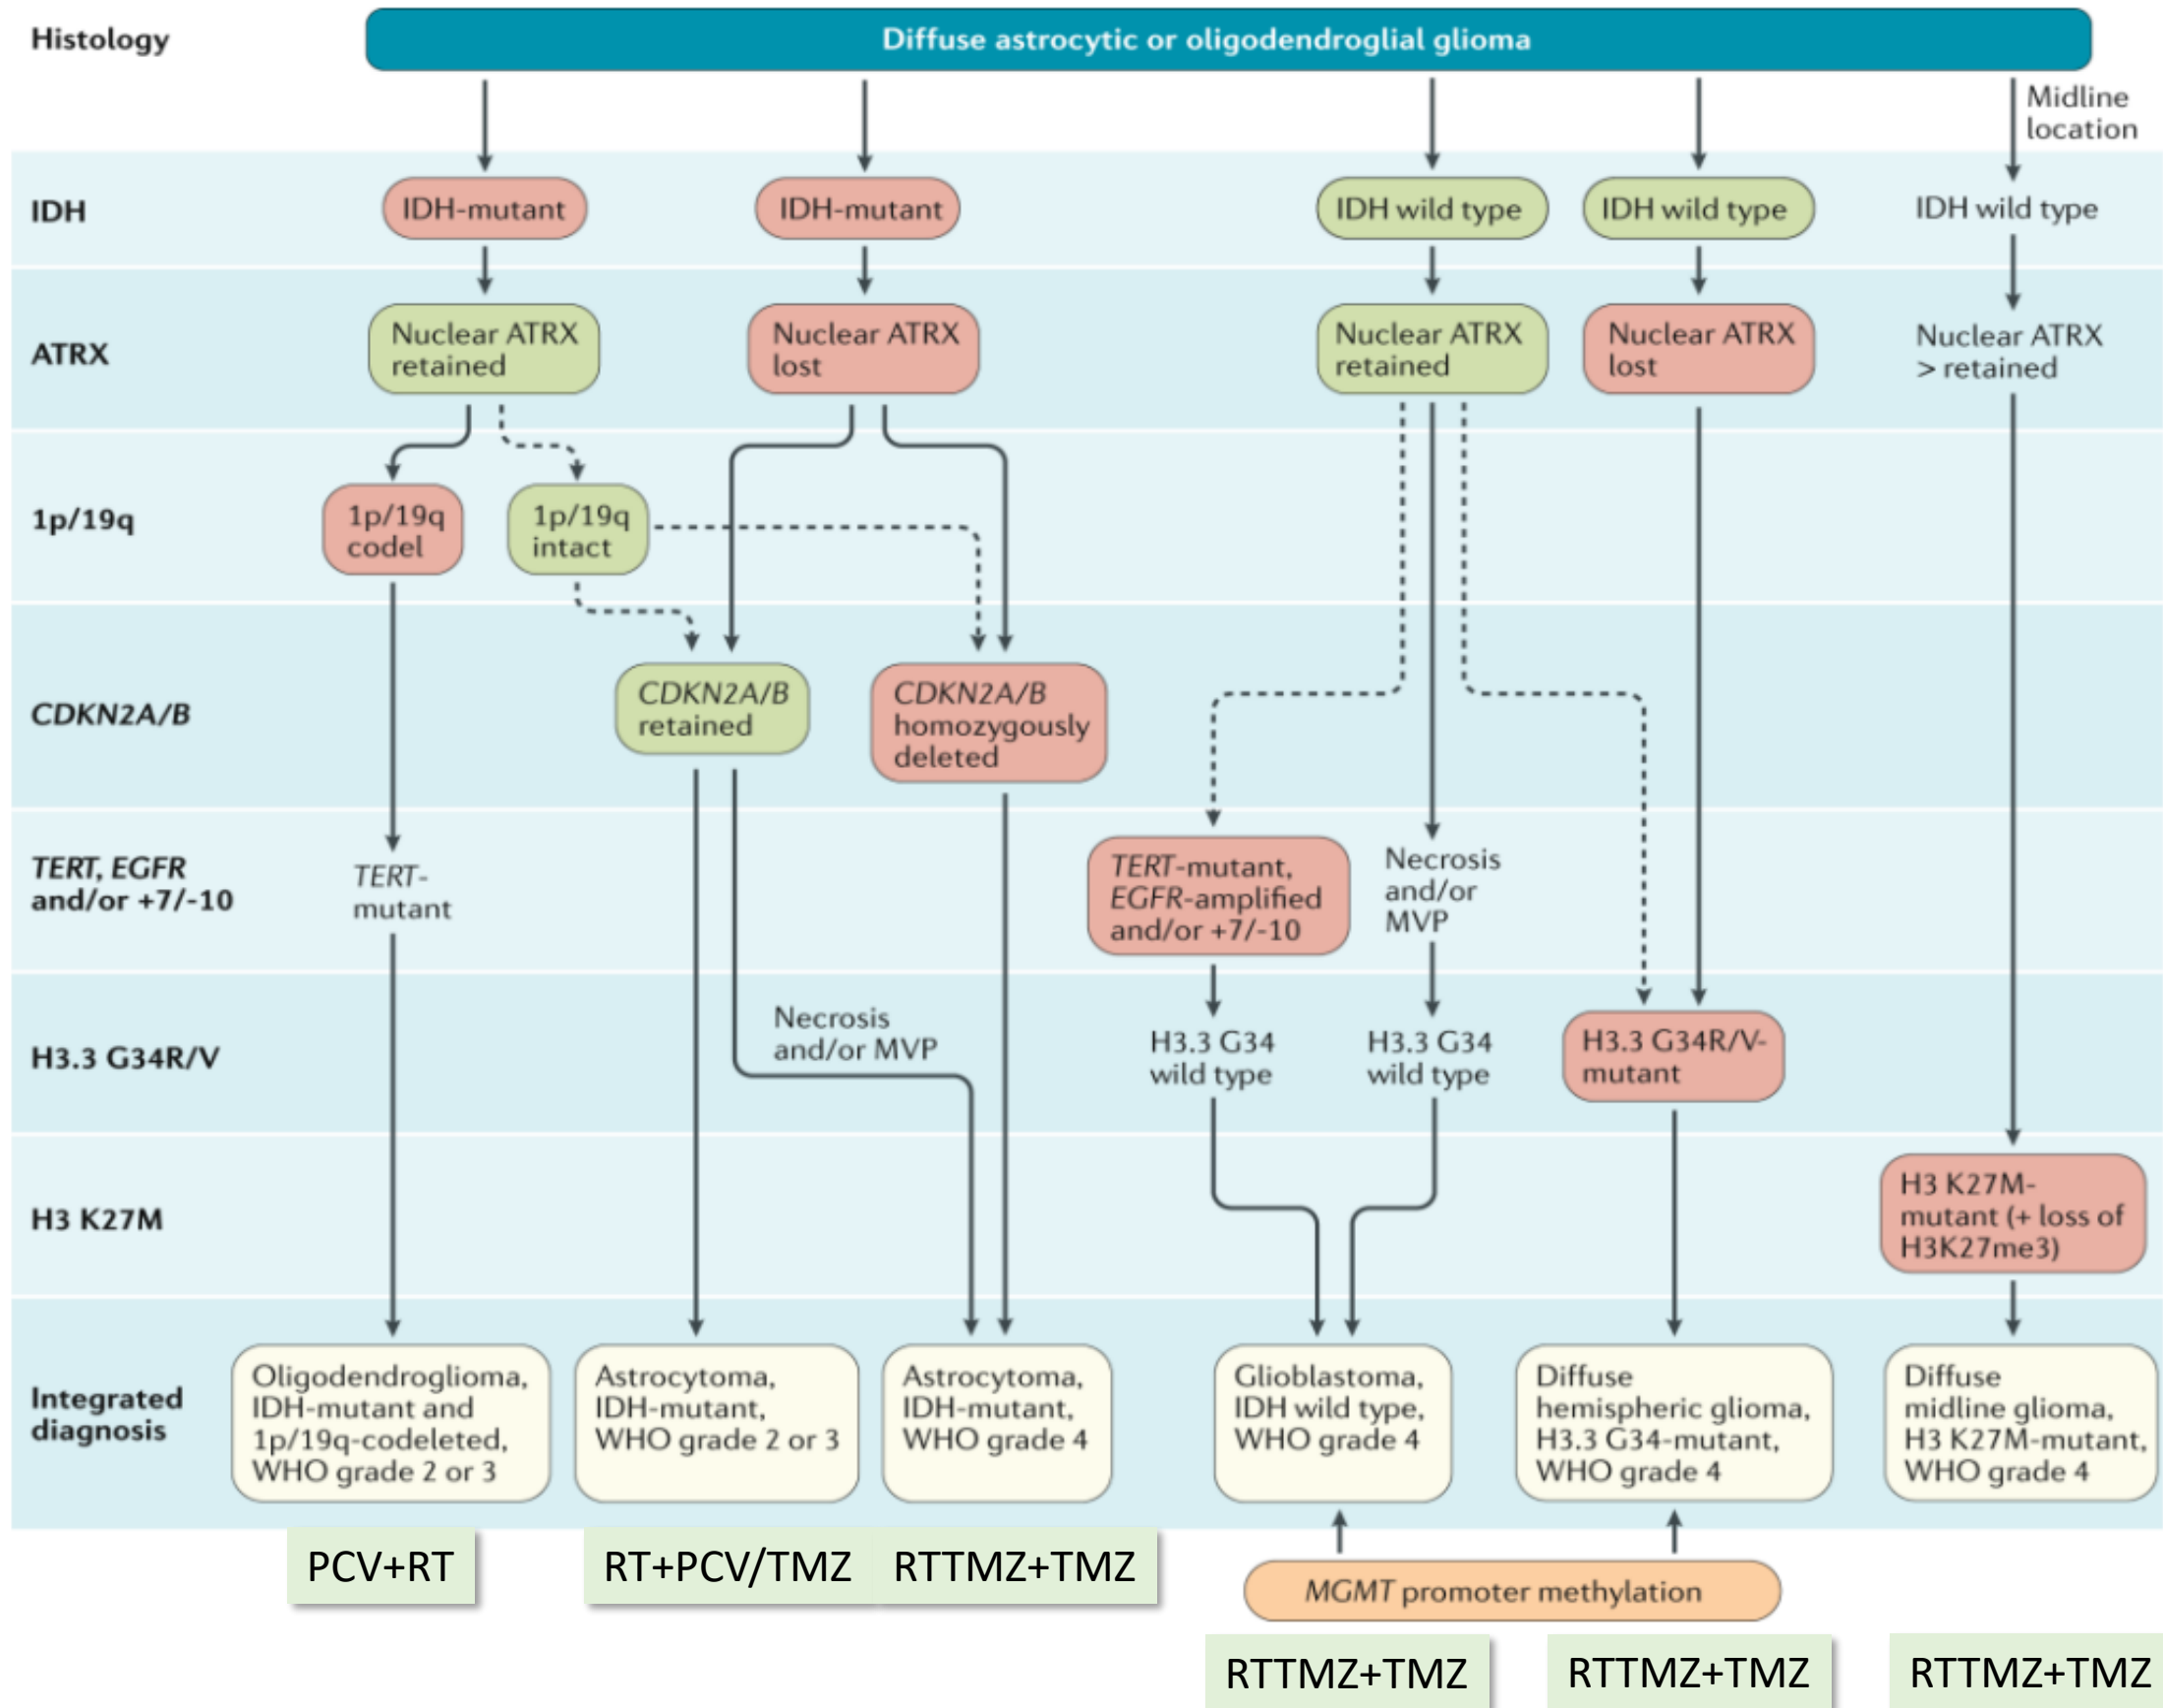 Histology
Diffuse astrocytic or oligodendroglial glioma
Midline
location
IDH
IDH-mutant
IDH-mutant
IDH wild type
IDH wild type
IDH wild type
ATRX
Nuclear ATRX
retained
Nuclear ATRX
lost
Nuclear ATRX
retained
Nuclear ATRX
lost
Nuclear ATRX
> retained
1p/19q
1p/19q
codel
1p/19q
intact
CDKN2A/B
CDKN2A/B
retained
CDKN2A/B
homozygously
deleted
TERT, EGFR
and/or +7/-10
TERT-
mutant
TERT-mutant,
EGFR-amplified
and/or +7/-10
Necrosis
and/or
MVP
H3.3 G34R/V
Necrosis
and/or MVP
H3.3 G34
wild type
H3.3 G34
wild type
H3.3 G34R/V-
mutant
H3 K27M
H3 K27M-
mutant (+ loss of
H3K27me3)
Integrated
diagnosis
Oligodendroglioma,
IDH-mutant and
1p/19q-codeleted,
WHO grade 2 or 3
Astrocytoma,
IDH-mutant,
WHO grade 2 or 3
Astrocytoma,
IDH-mutant,
WHO grade 4
Glioblastoma,
IDH wild type,
WHO grade 4
Diffuse
hemispheric glioma,
H3.3 G34-mutant,
WHO grade 4
Diffuse
midline glioma,
H3 K27M-mutant,
WHO grade 4
PCV+RT
RT+PCV/TMZ
RTTMZ+TMZ
MGMT promoter methylation
RTTMZ+TMZ
RTTMZ+TMZ
RTTMZ+TMZ